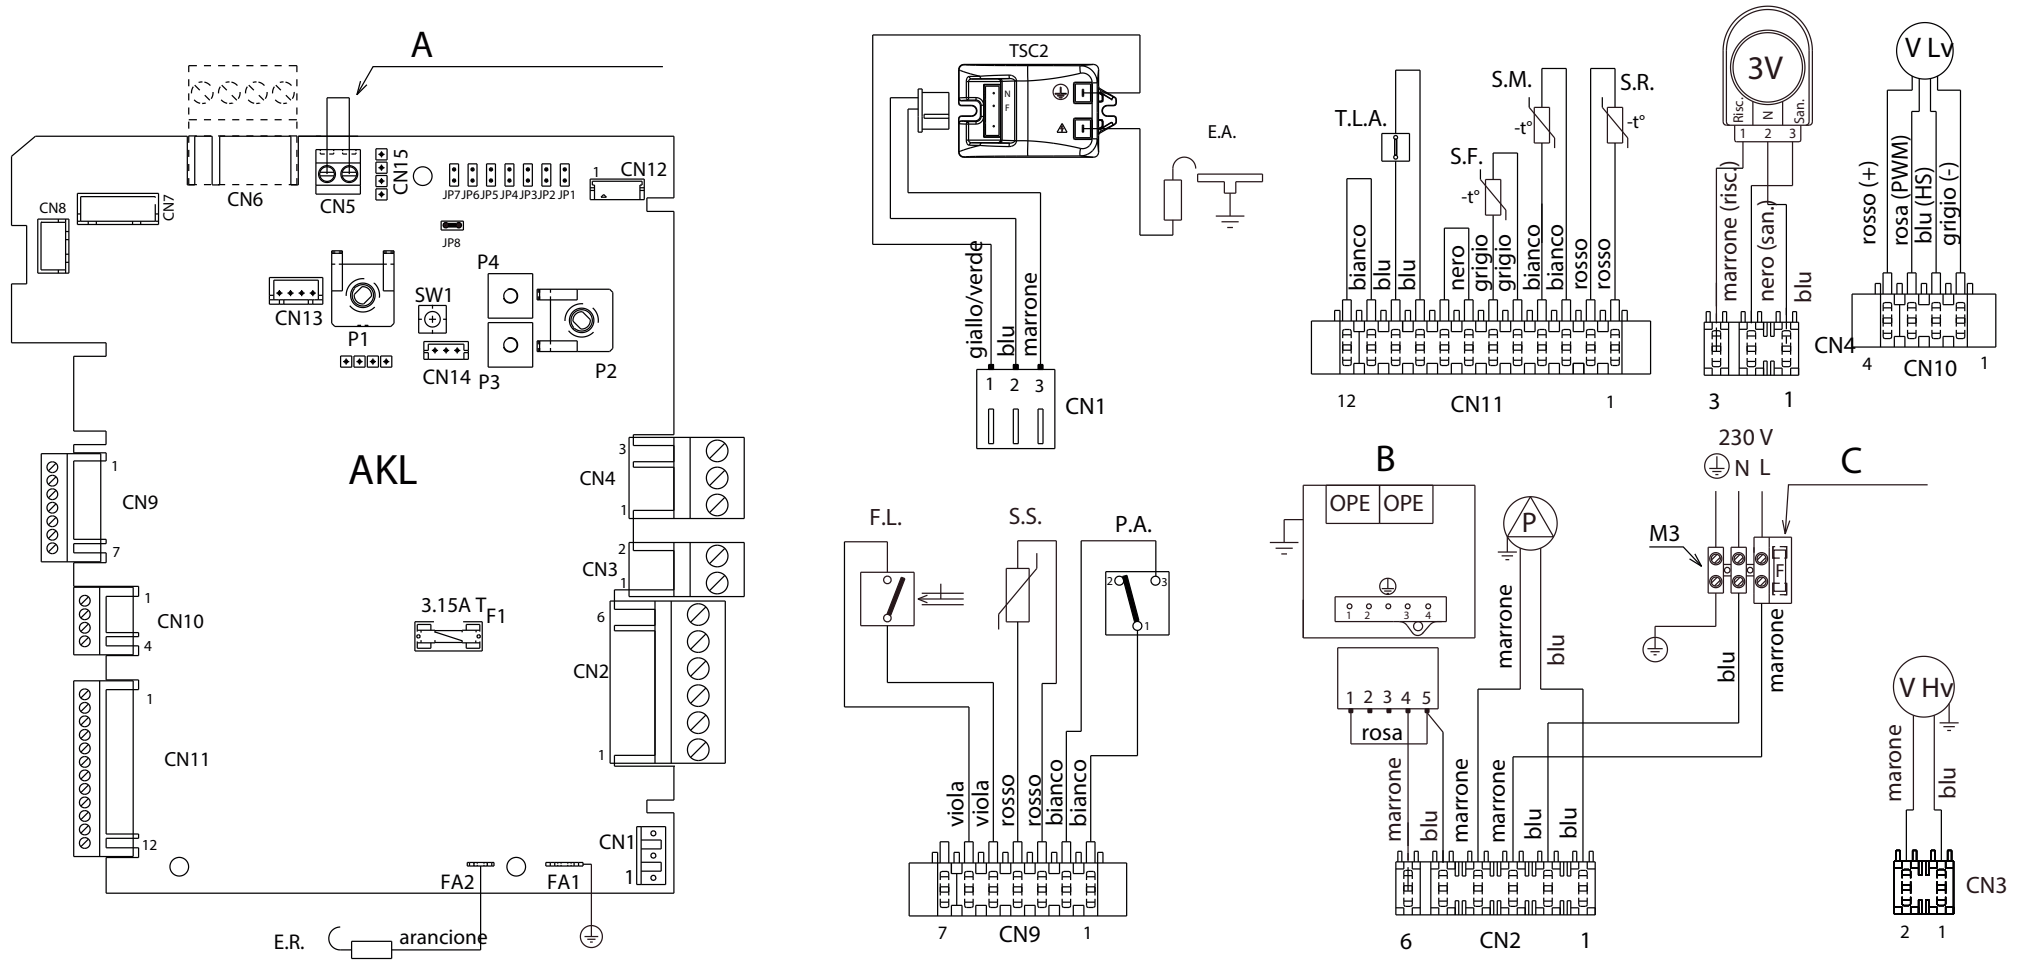 A
CN6
CN5
CN15
JP7 JP6 JP5 JP4 JP3 JP2 JP1
1
CN12
CN8
CN7
JP8
CN13
P1
SW1
CN14
P4
P3
P2
AKL
1
CN9
7
1
CN10
4
1
CN11
12
3
CN4
1
2
CN3
1
6
CN2
1
3.15A T
F1
CN1
1
FA2
FA1
E.R.
arancione
TSC2
N
F
E.A.
giallo/verde
blu
marrone
1 2 3
CN1
F.L.
S.S.
P.A.
2
3
1
viola
viola
rosso
rosso
bianco
bianco
7
CN9
1
T.L.A.
S.F.
-t°
S.M.
-t°
S.R.
-t°
bianco
blu
blu
nero
grigio
grigio
bianco
bianco
rosso
rosso
12
CN11
1
3V
Risc.
N
San.
1 2 3
marrone (risc.)
nero (san.)
blu
CN4
3
1
V Lv
rosso (+)
rosa (PWM)
blu (HS)
grigio (-)
4
CN10
1
B
OPE OPE
1 2 3 4
1 2 3 4 5
rosa
P
marrone
blu
230 V
N L
C
M3
F
blu
marrone
marrone
blu
marrone
marrone
blu
blu
6
CN2
1
V Hv
marone
blu
CN3
2
1